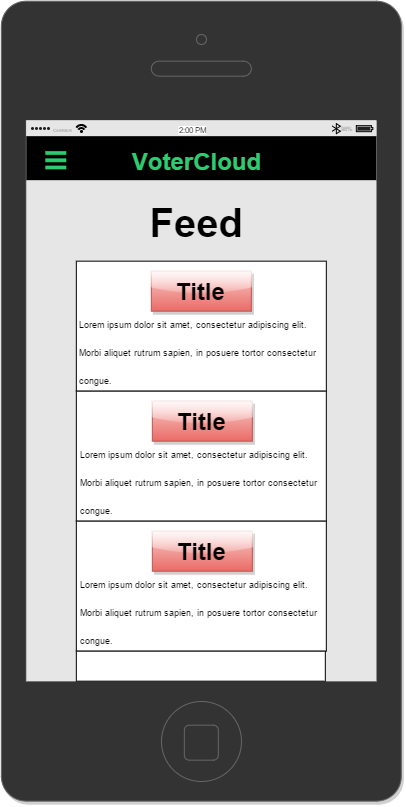 2:00 PM
VoterCloud
Feed
Title
Lorem ipsum dolor sit amet, consectetur adipiscing elit.
Morbi aliquet rutrum sapien, in posuere tortor consectetur
congue.
Title
Lorem ipsum dolor sit amet, consectetur adipiscing elit.
Morbi aliquet rutrum sapien, in posuere tortor consectetur
congue.
Title
Lorem ipsum dolor sit amet, consectetur adipiscing elit.
Morbi aliquet rutrum sapien, in posuere tortor consectetur
congue.